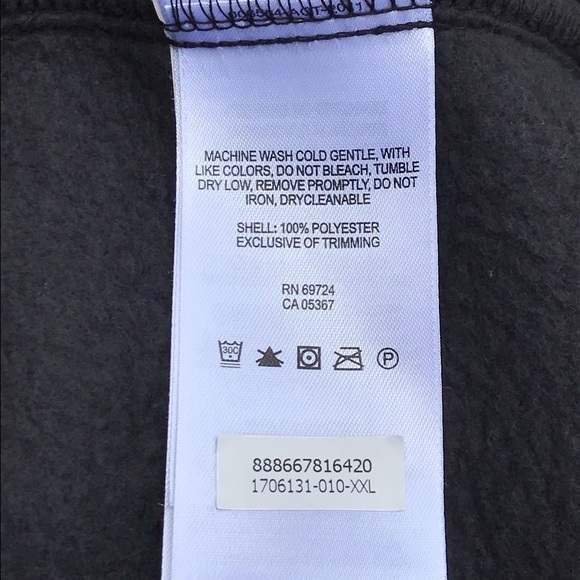 MACHINE WASH COLD GENTLE, WITH
LIKE COLORS, DO NOT BLEACH, TUMBLE
DRY LOW, REMOVE PROMPTLY, DO NOT
IRON, DRYCLEANABLE
SHELL: 100% POLYESTER
EXCLUSIVE OF TRIMMING
RN 69724
CA 05367
30C P
888667816420
1706131-010-XXL